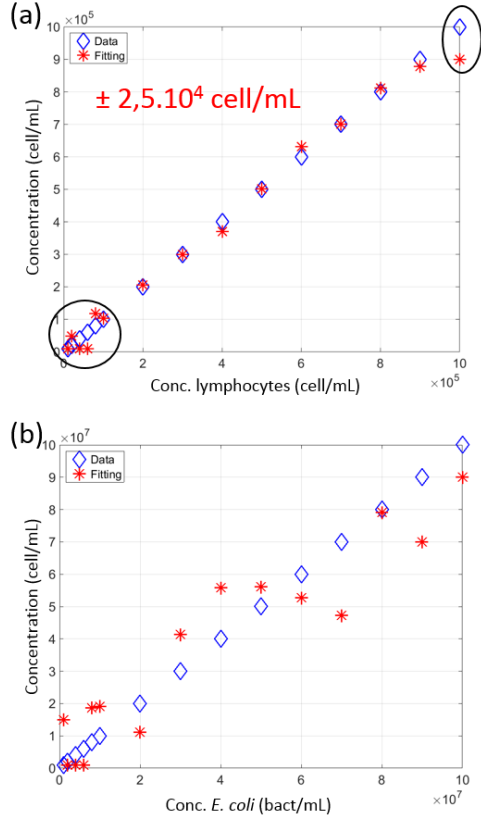 (a)
×10⁵
10
9
8
7
6
5
4
3
2
1
0
Data
Fitting
± 2,5.10⁴ cell/mL
Concentration (cell/mL)
0 2 4 6 8 10
×10⁵
Conc. lymphocytes (cell/mL)
(b)
×10⁷
10
9
8
7
6
5
4
3
2
1
0
Data
Fitting
Concentration (cell/mL)
0 2 4 6 8 10
×10⁷
Conc. E. coli (bact/mL)